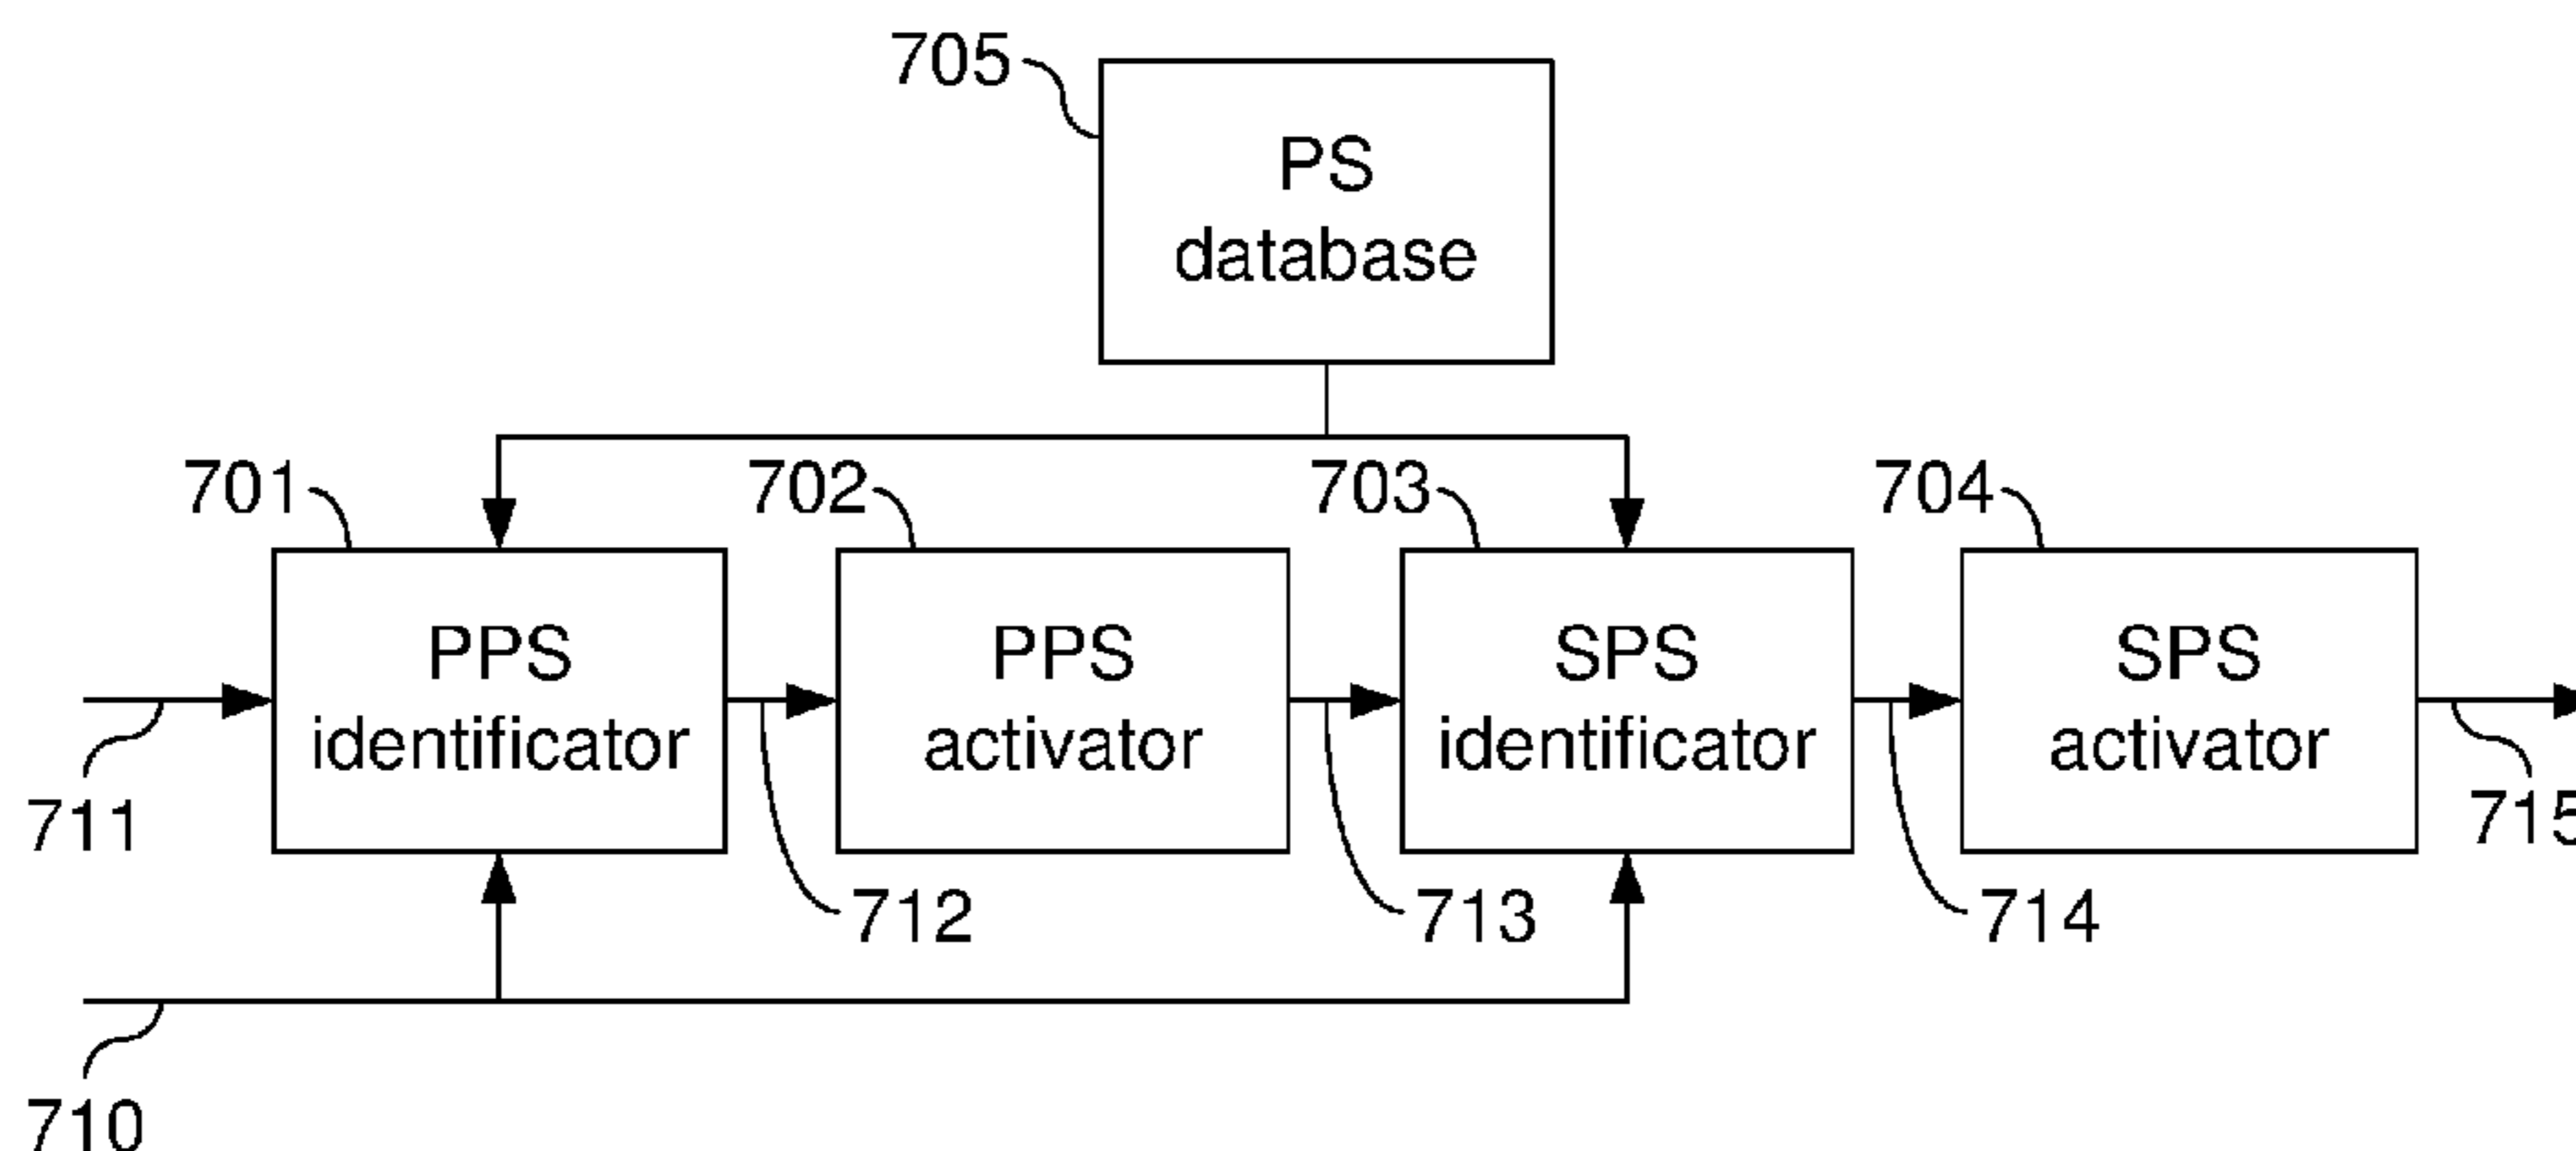 705
PS
database
701
702
703
704
PPS
identificator
PPS
activator
SPS
identificator
SPS
activator
711
712
713
714
715
710